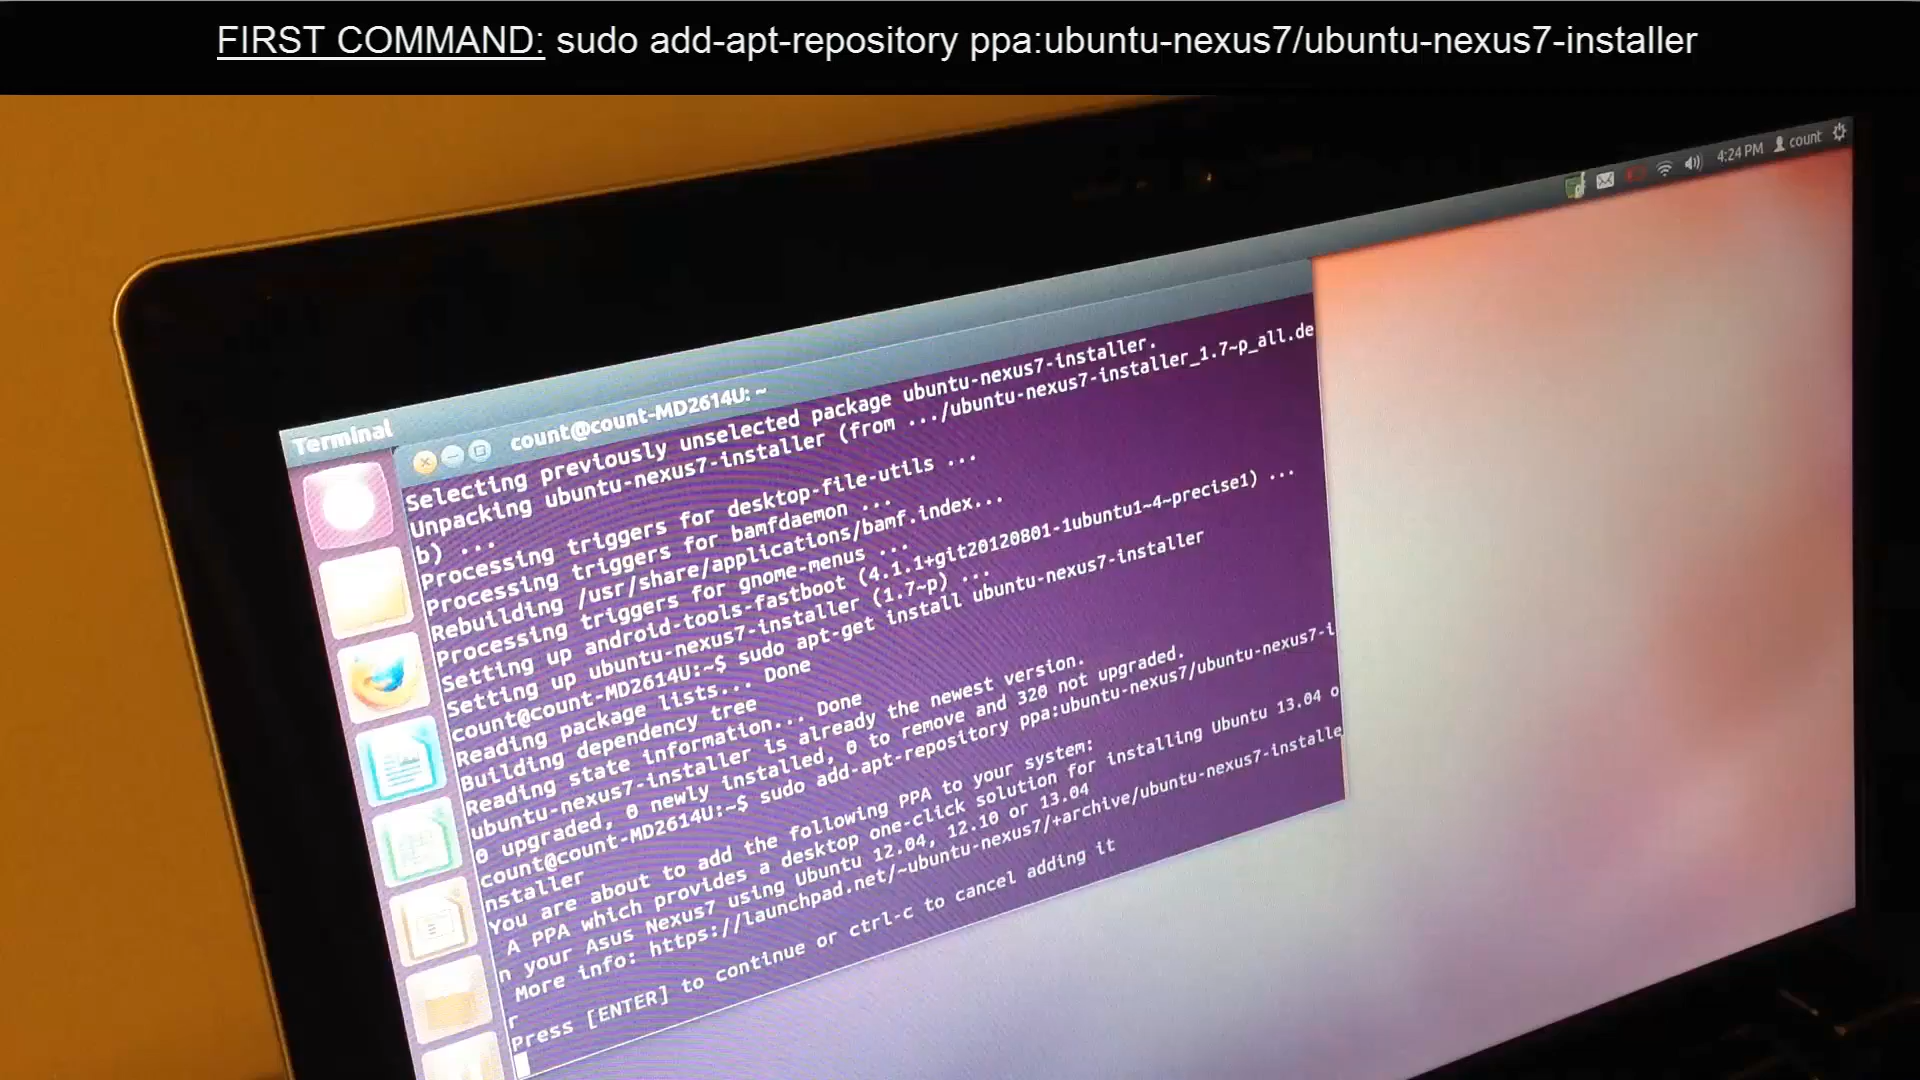 FIRST COMMAND: sudo add-apt-repository ppa:ubuntu-nexus7/ubuntu-nexus7-installer
4:24 PM count
Terminal
count@count-MD2614U: ~
Selecting previously unselected package ubuntu-nexus7-installer.
Unpacking ubuntu-nexus7-installer (from .../ubuntu-nexus7-installer_1.7~p_all.de
b) ...
Processing triggers for desktop-file-utils ...
Processing triggers for bamfdaemon ...
Rebuilding /usr/share/applications/bamf.index...
Processing triggers for gnome-menus ...
Setting up android-tools-fastboot (4.1.1+git20120801-1ubuntu1~4~precise1) ...
Setting up ubuntu-nexus7-installer (1.7~p) ...
count@count-MD2614U:~$ sudo apt-get install ubuntu-nexus7-installer
Reading package lists... Done
Building dependency tree
Reading state information... Done
ubuntu-nexus7-installer is already the newest version.
0 upgraded, 0 newly installed, 0 to remove and 320 not upgraded.
count@count-MD2614U:~$ sudo add-apt-repository ppa:ubuntu-nexus7/ubuntu-nexus7-i
nstaller
You are about to add the following PPA to your system:
A PPA which provides a desktop one-click solution for installing Ubuntu 13.04 o
n your Asus Nexus7 using Ubuntu 12.04, 12.10 or 13.04
More info: https://launchpad.net/~ubuntu-nexus7/+archive/ubuntu-nexus7-installe
r
Press [ENTER] to continue or ctrl-c to cancel adding it